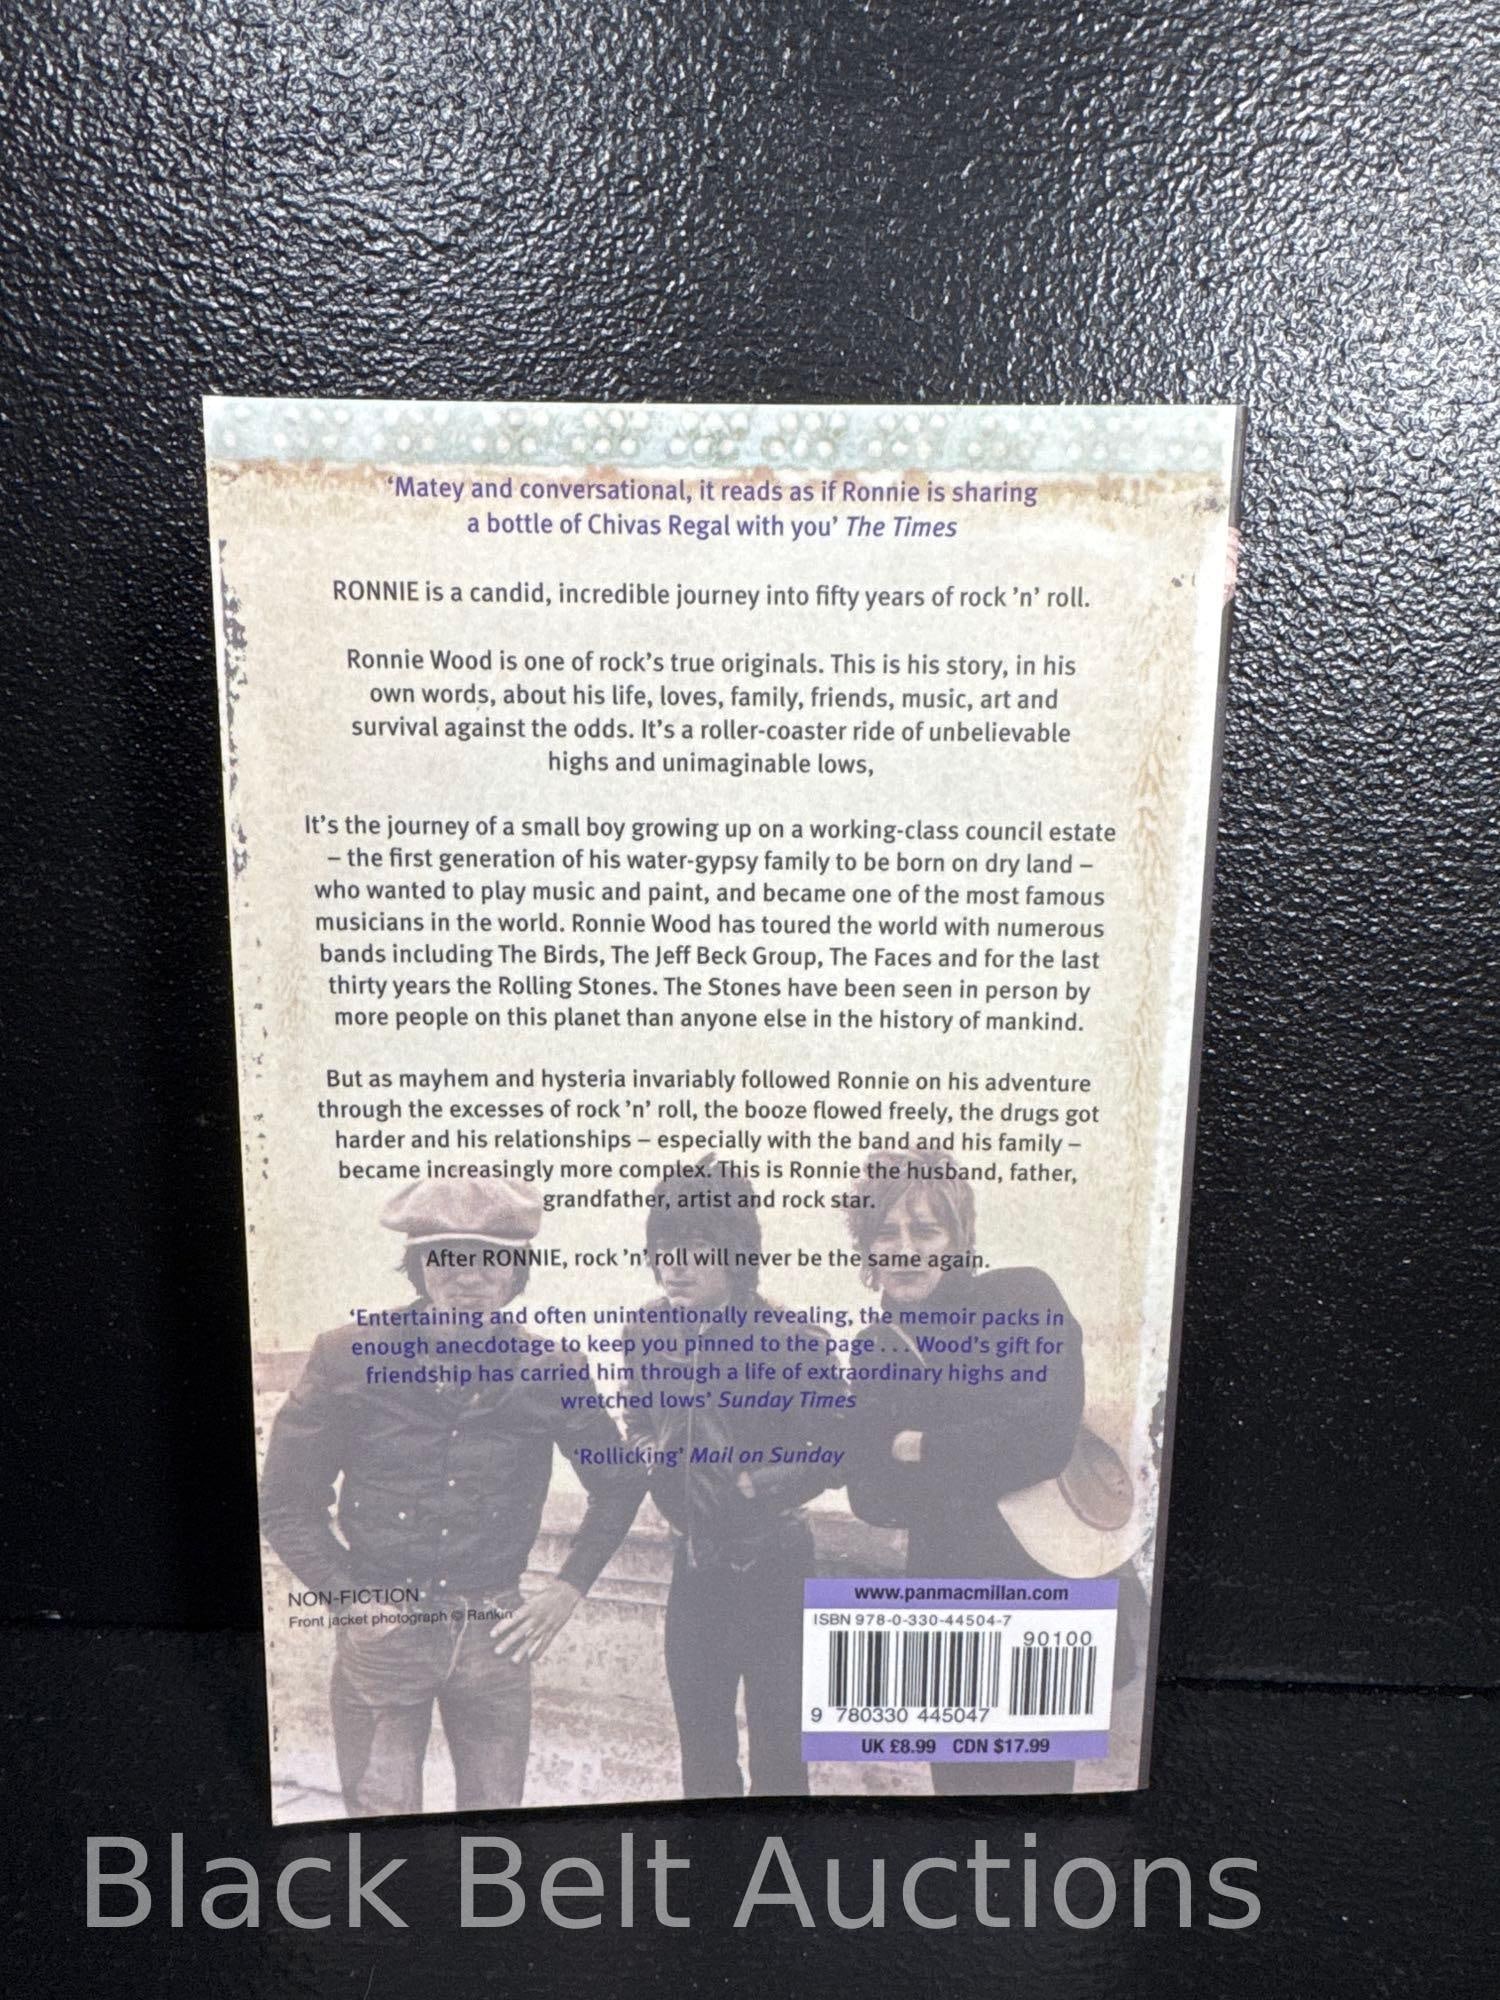 ‘Matey and conversational, it reads as if Ronnie is sharing
a bottle of Chivas Regal with you’ The Times
RONNIE is a candid, incredible journey into fifty years of rock ’n’ roll.
Ronnie Wood is one of rock’s true originals. This is his story, in his
own words, about his life, loves, family, friends, music, art and
survival against the odds. It’s a roller-coaster ride of unbelievable
highs and unimaginable lows,
It’s the journey of a small boy growing up on a working-class council estate
– the first generation of his water-gypsy family to be born on dry land –
who wanted to play music and paint, and became one of the most famous
musicians in the world. Ronnie Wood has toured the world with numerous
bands including The Birds, The Jeff Beck Group, The Faces and for the last
thirty years the Rolling Stones. The Stones have been seen in person by
more people on this planet than anyone else in the history of mankind.
But as mayhem and hysteria invariably followed Ronnie on his adventure
through the excesses of rock ’n’ roll, the booze flowed freely, the drugs got
harder and his relationships – especially with the band and his family –
became increasingly more complex. This is Ronnie the husband, father,
grandfather, artist and rock star.
After RONNIE, rock ’n’ roll will never be the same again.
‘Entertaining and often unintentionally revealing, the memoir packs in
enough anecdotage to keep you pinned to the page . . . Wood’s gift for
friendship has carried him through a life of extraordinary highs and
wretched lows’ Sunday Times
‘Rollicking’ Mail on Sunday
NON-FICTION
Front jacket photograph © Rankin
www.panmacmillan.com
ISBN 978-0-330-44504-7
90100
9 780330 445047
UK £8.99 CDN $17.99
Black Belt Auctions